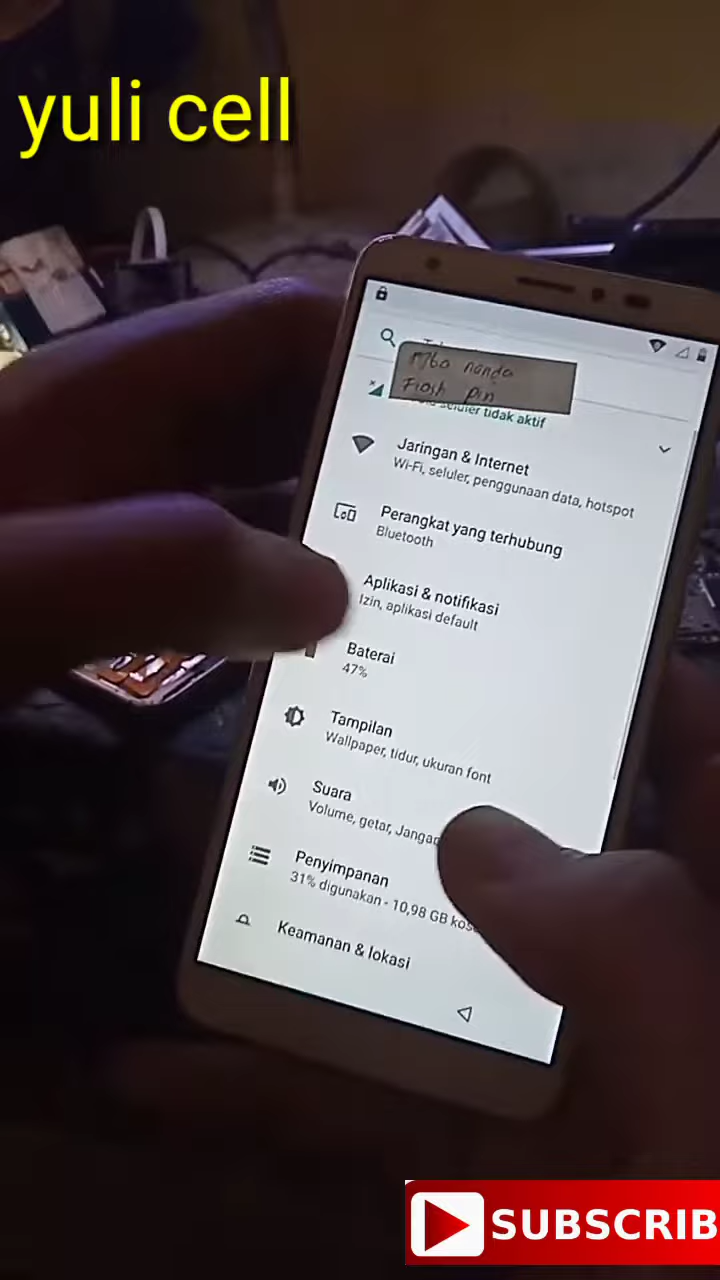 yuli cell
Mbo nanda
Flash pin
seluler tidak aktif
Jaringan & Internet
Wi-Fi, seluler, penggunaan data, hotspot
Perangkat yang terhubung
Bluetooth
Aplikasi & notifikasi
Izin, aplikasi default
Baterai
47%
Tampilan
Wallpaper, tidur, ukuran font
Suara
Volume, getar, Jangan
Penyimpanan
31% digunakan - 10,98 GB kos
Keamanan & lokasi
SUBSCRIB